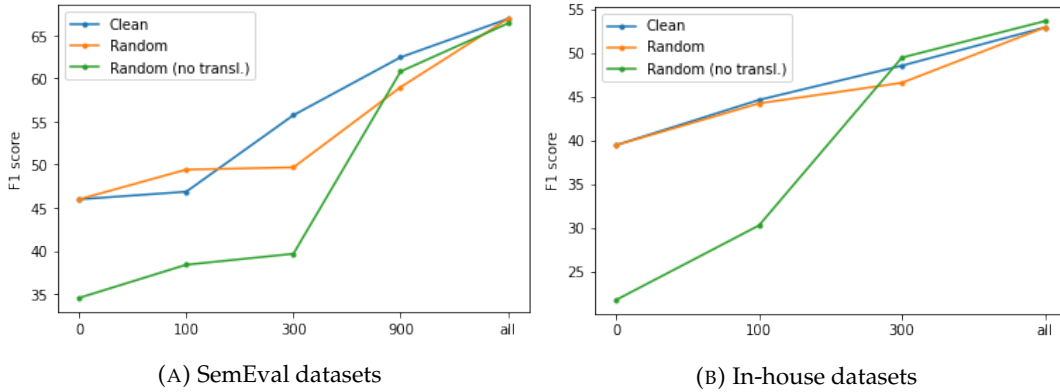 Clean
Random
Random (no transl.)
F1 score
65
60
55
50
45
40
35
0 100 300 900 all
(A) SemEval datasets
Clean
Random
Random (no transl.)
F1 score
55
50
45
40
35
30
25
0 100 300 all
(B) In-house datasets